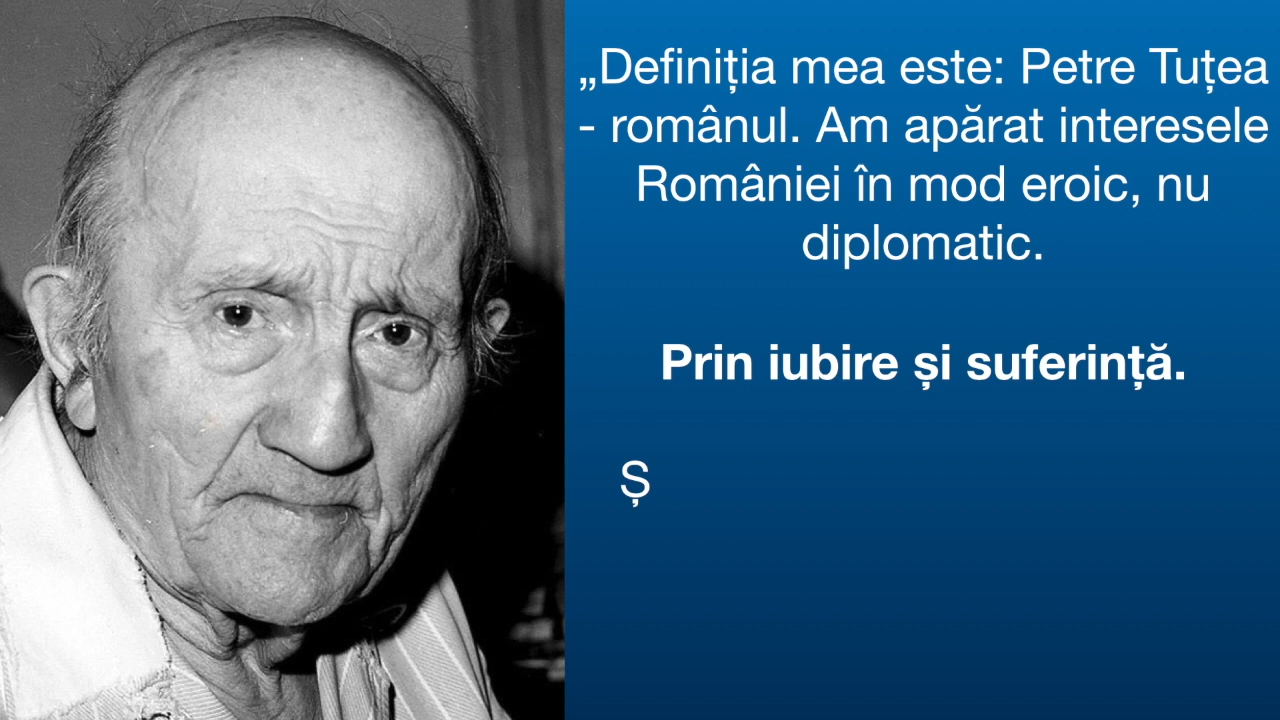 „Definiția mea este: Petre Tuțea
- românul. Am apărat interesele
României în mod eroic, nu
diplomatic.
Prin iubire și suferință.
Ș